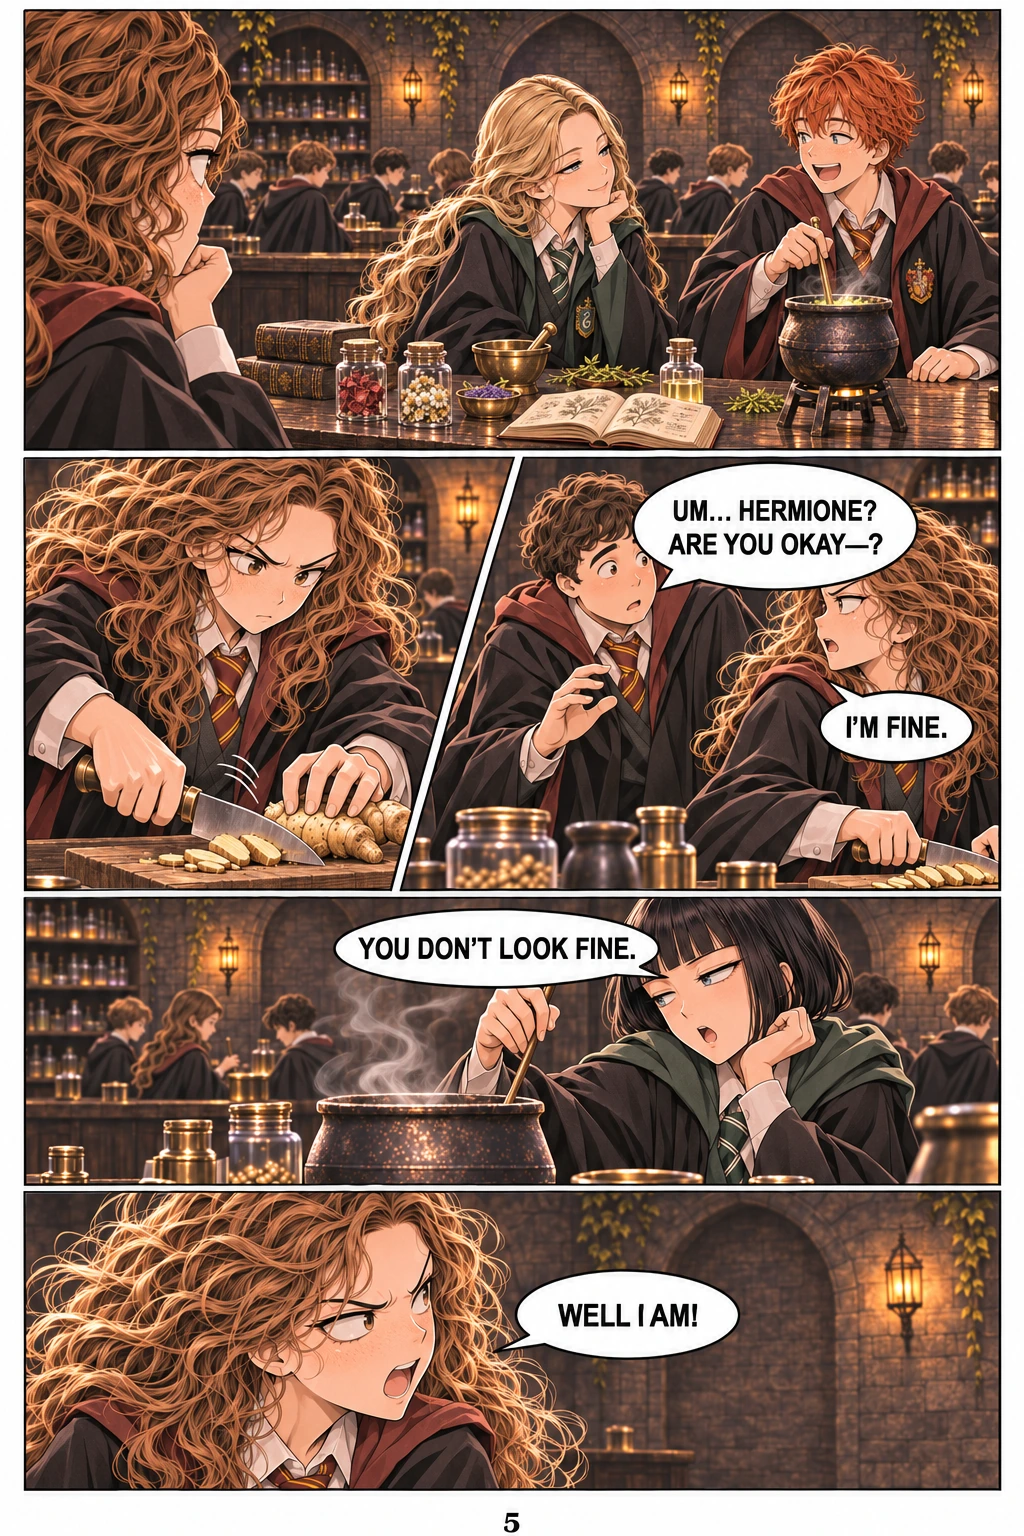 UM... HERMIONE?
ARE YOU OKAY—?
I'M FINE.
YOU DON'T LOOK FINE.
WELL I AM!
5